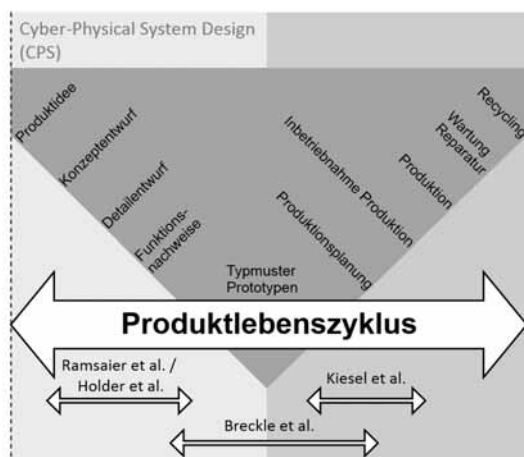 Cyber-Physical System Design
(CPS)
Produktidee
Konzeptentwurf
Detailentwurf
Funktions-
nachweise
Typmuster
Prototypen
Produktionsplanung
Inbetriebnahme Produktion
Produktion
Wartung
Reparatur
Recycling
Produktlebenszyklus
Ramsaier et al. /
Holder et al.
Kiesel et al.
Breckle et al.